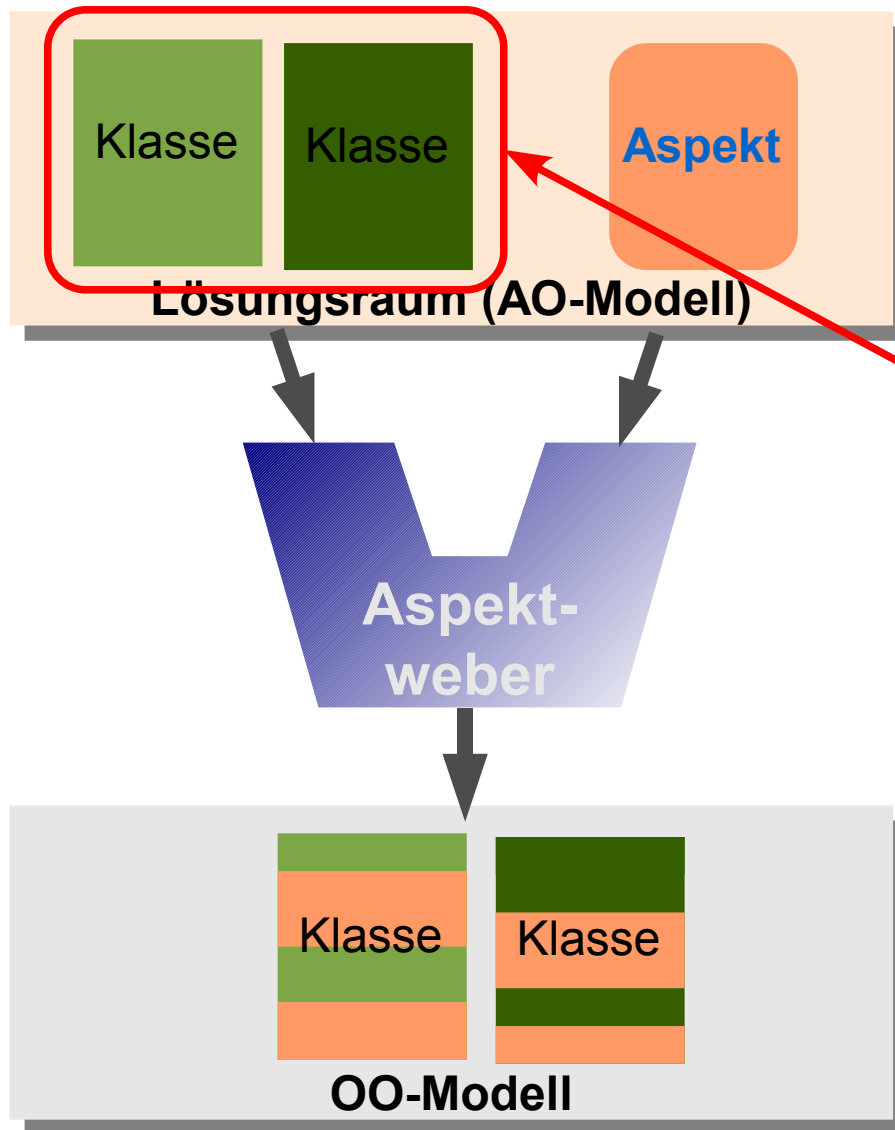 Klasse
Klasse
Aspekt
Lösungsraum (AO-Modell)
Aspekt-
weber
Klasse
Klasse
OO-Modell